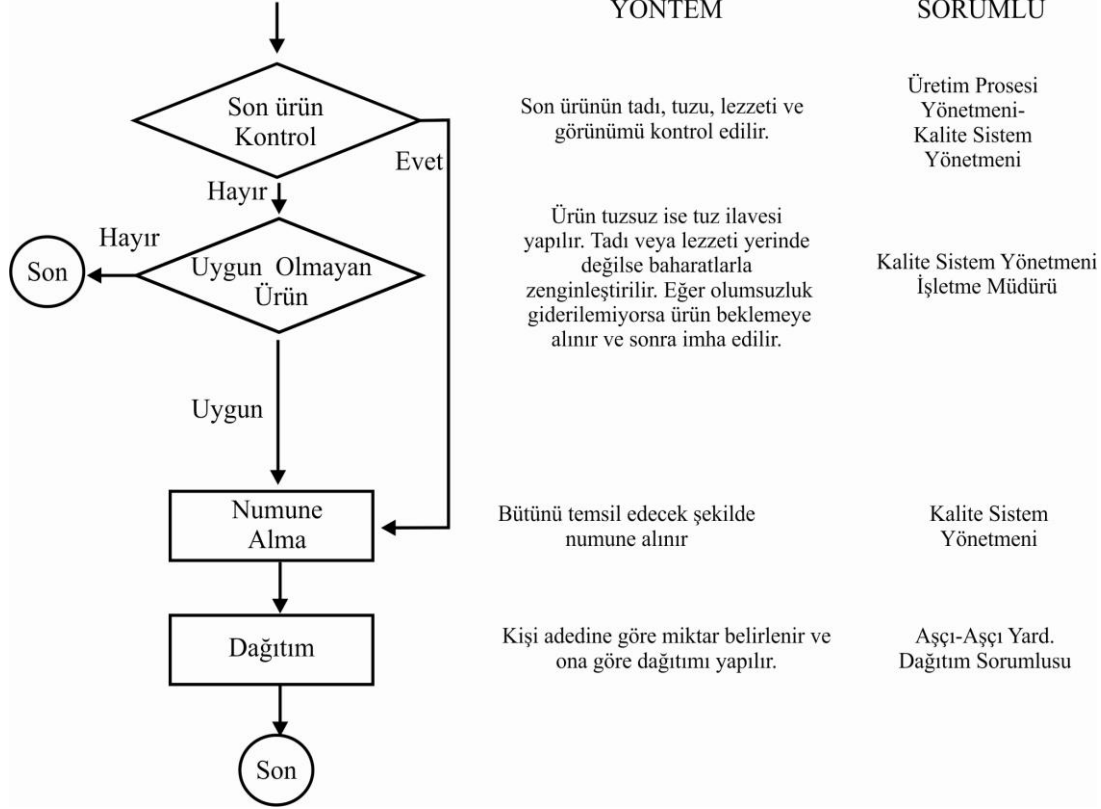 YÖNTEM
SORUMLU
Son ürün
Kontrol
Evet
Son ürünün tadı, tuzu, lezzeti ve
görünümü kontrol edilir.
Üretim Prosesi
Yönetmeni-
Kalite Sistem
Yönetmeni
Hayır
Hayır
Son
Uygun Olmayan
Ürün
Ürün tuzsuz ise tuz ilavesi
yapılır. Tadı veya lezzeti yerinde
değilse baharatlarla
zenginleştirilir. Eğer olumsuzluk
giderilemiyorsa ürün beklemeye
alınır ve sonra imha edilir.
Kalite Sistem Yönetmeni
İşletme Müdürü
Uygun
Numune
Alma
Bütünü temsil edecek şekilde
numune alınır
Kalite Sistem
Yönetmeni
Dağıtım
Kişi adedine göre miktar belirlenir ve
ona göre dağıtımı yapılır.
Aşçı-Aşçı Yard.
Dağıtım Sorumlusu
Son